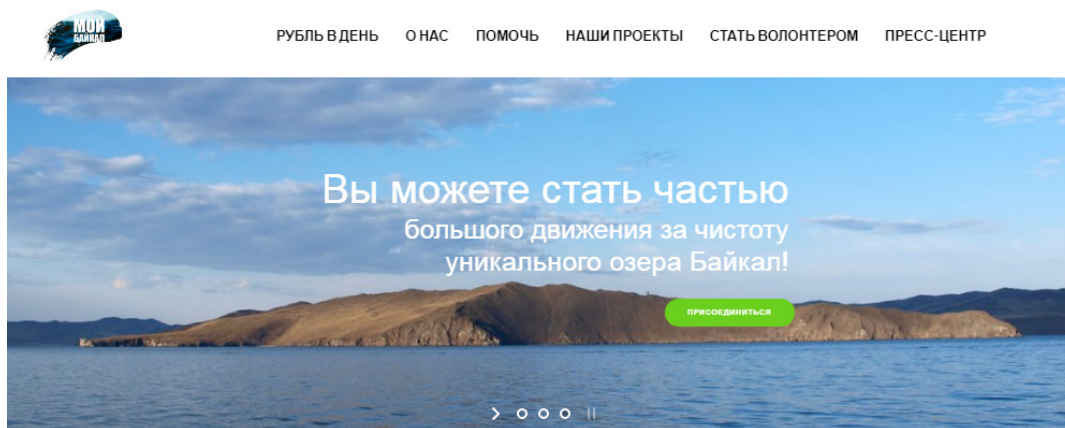 МОЙ
БАЙКАЛ
РУБЛЬ В ДЕНЬ О НАС ПОМОЧЬ НАШИ ПРОЕКТЫ СТАТЬ ВОЛОНТЕРОМ ПРЕСС-ЦЕНТР
Вы можете стать частью
большого движения за чистоту
уникального озера Байкал!
ПРИСОЕДИНИТЬСЯ